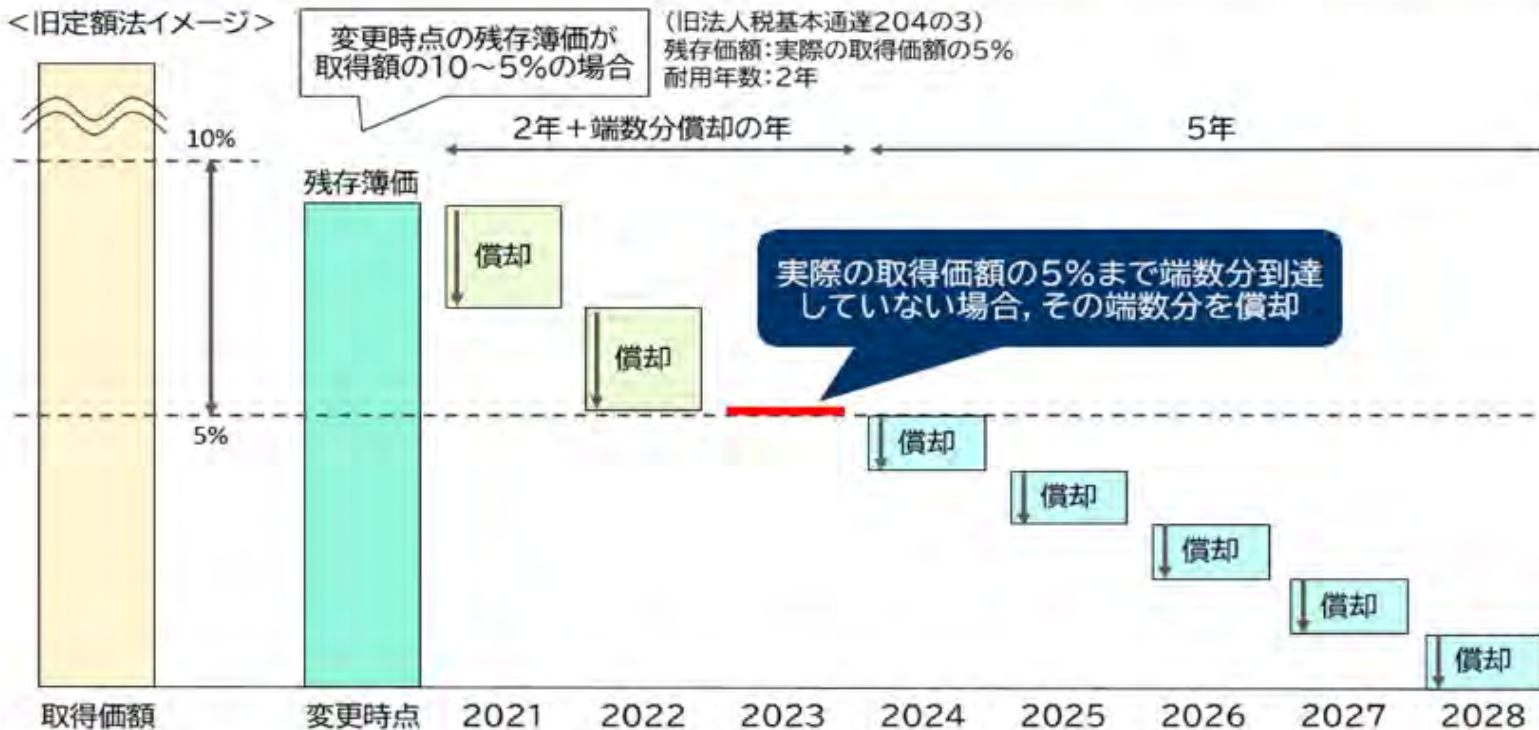 <旧定額法イメージ>
変更時点の残存簿価が
取得額の10～5%の場合
(旧法人税基本通達204の3)
残存価額:実際の取得価額の5%
耐用年数:2年
2年+端数分償却の年
5年
10%
残存簿価
償却
実際の取得価額の5%まで端数分到達
していない場合,その端数分を償却
償却
5%
償却
償却
償却
償却
償却
取得価額 変更時点 2021 2022 2023 2024 2025 2026 2027 2028